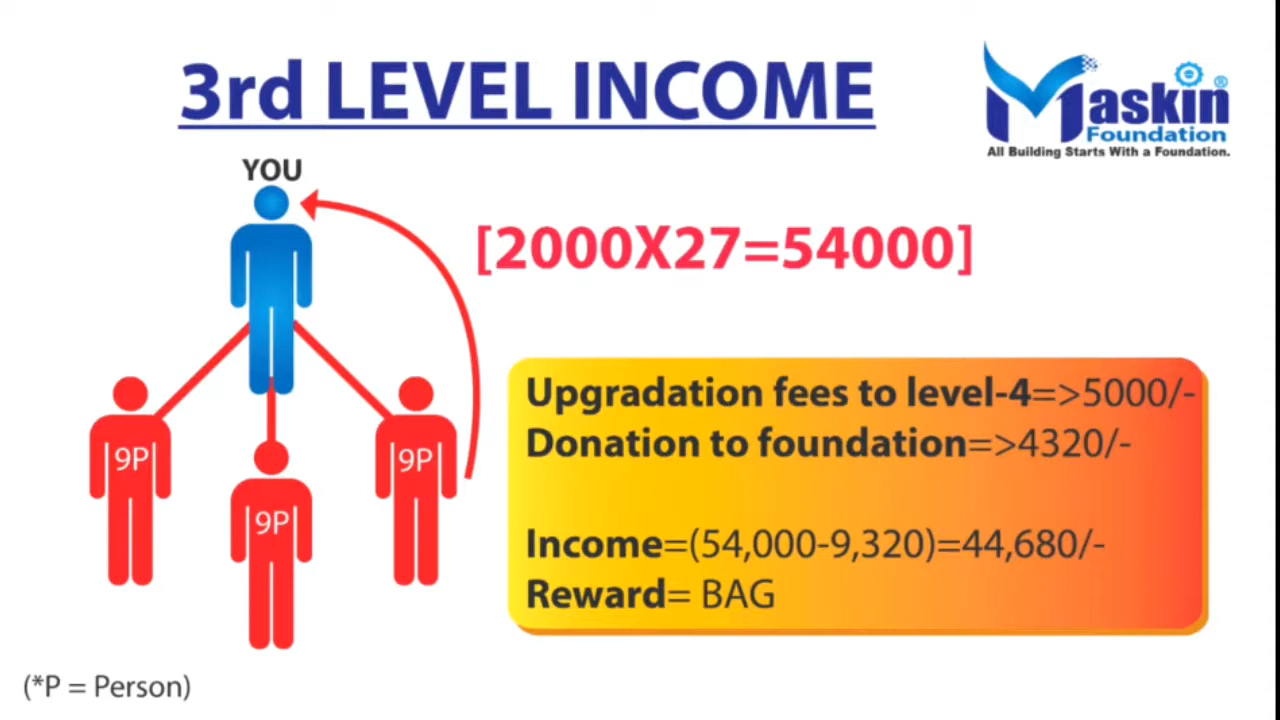 3rd LEVEL INCOME
Maskin®
Foundation
All Building Starts With a Foundation.
YOU
[2000X27=54000]
9P
9P
9P
Upgradation fees to level-4=>5000/-
Donation to foundation=>4320/-
Income=(54,000-9,320)=44,680/-
Reward= BAG
(*P = Person)